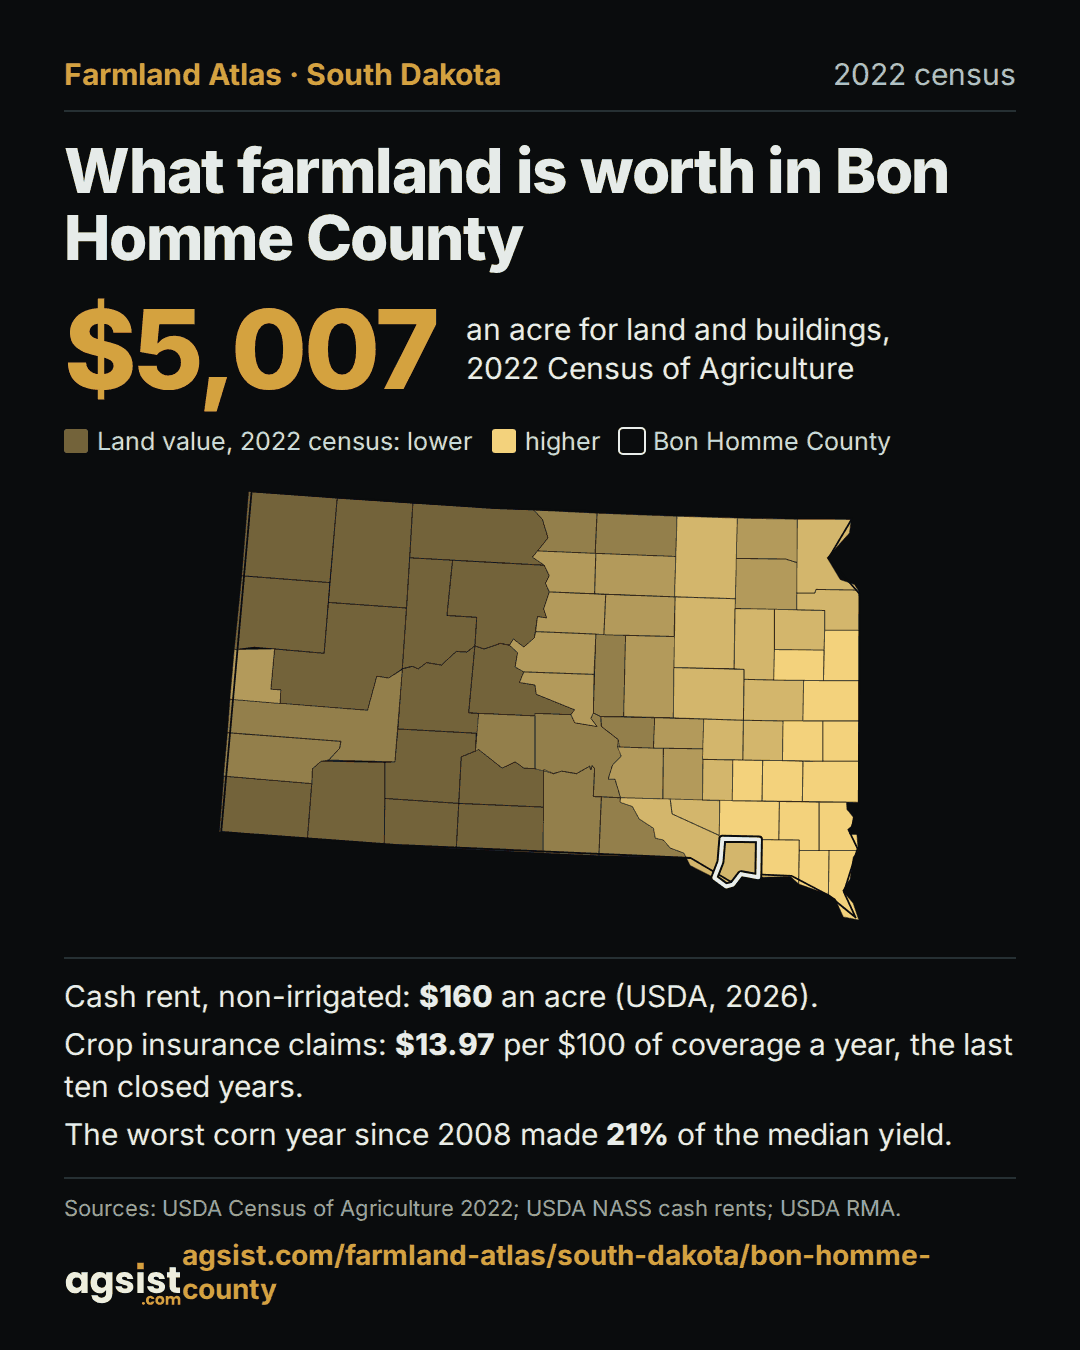 Farmland Atlas · South Dakota
2022 census
What farmland is worth in Bon
Homme County
$5,007
an acre for land and buildings,
2022 Census of Agriculture
Land value, 2022 census: lower
higher
Bon Homme County
Cash rent, non-irrigated: $160 an acre (USDA, 2026).
Crop insurance claims: $13.97 per $100 of coverage a year, the last
ten closed years.
The worst corn year since 2008 made 21% of the median yield.
Sources: USDA Census of Agriculture 2022; USDA NASS cash rents; USDA RMA.
agsist
.com
agsist.com/farmland-atlas/south-dakota/bon-homme-
county